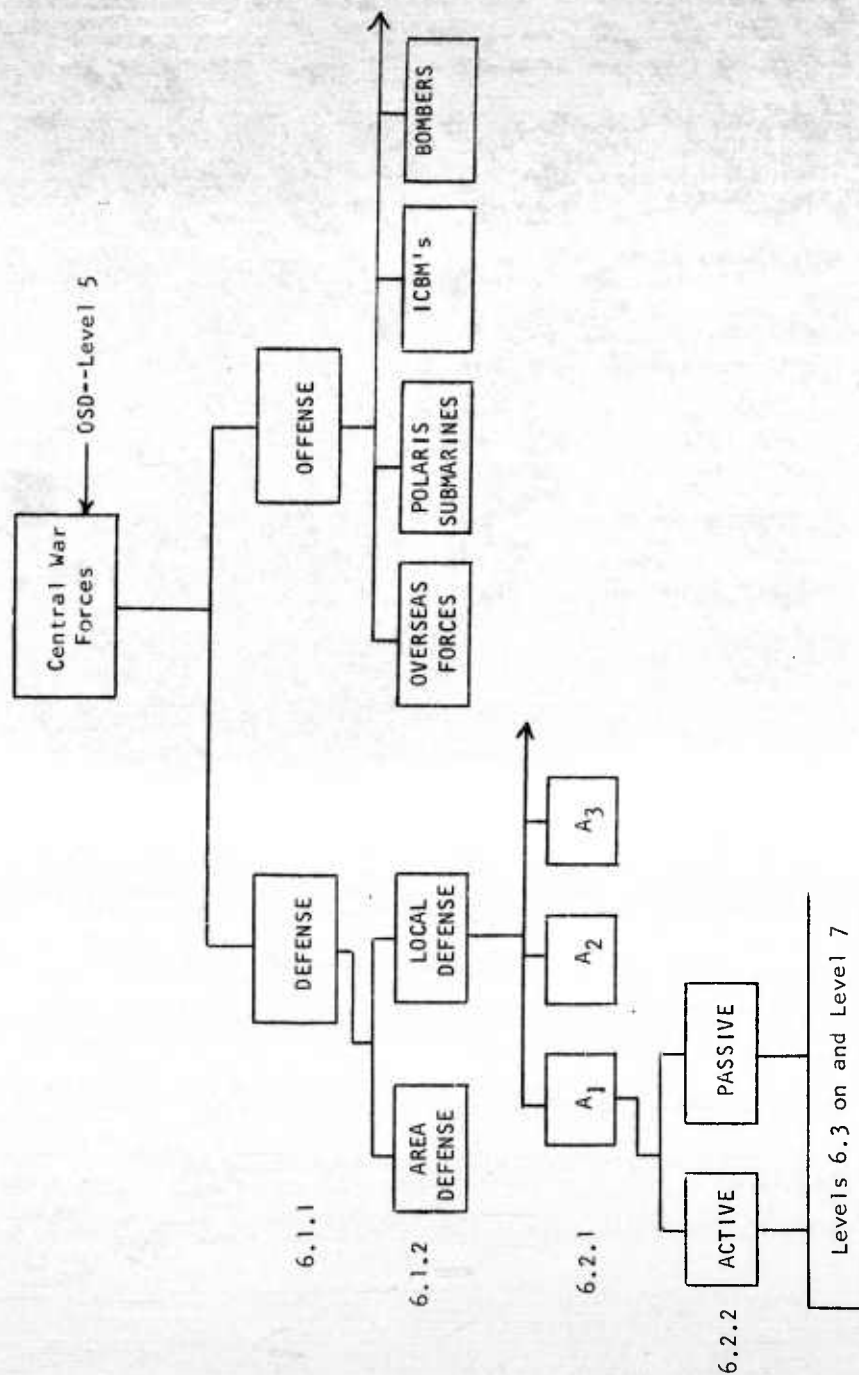 Central War
Forces
OSD--Level 5
6.1.1
DEFENSE
OFFENSE
6.1.2
AREA
DEFENSE
LOCAL
DEFENSE
OVERSEAS
FORCES
POLARIS
SUBMARINES
ICBM's
BOMBERS
6.2.1
A1
A2
A3
6.2.2
ACTIVE
PASSIVE
Levels 6.3 on and Level 7